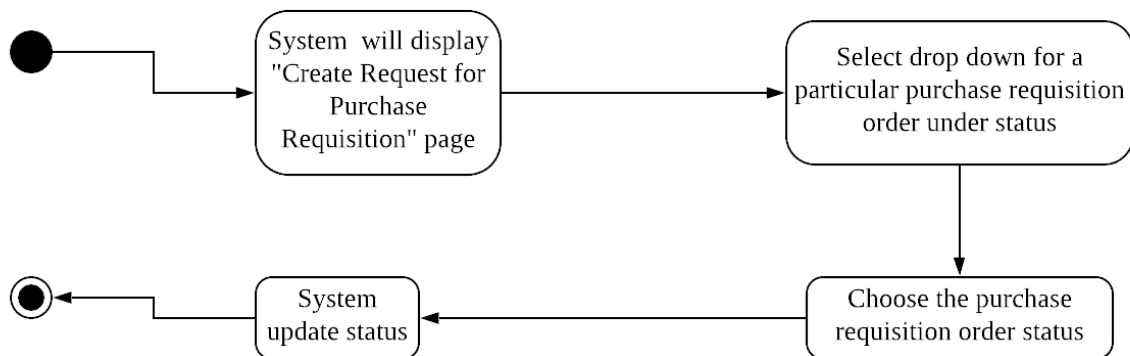 System will display
"Create Request for
Purchase
Requisition" page
Select drop down for a
particular purchase requisition
order under status
Choose the purchase
requisition order status
System
update status